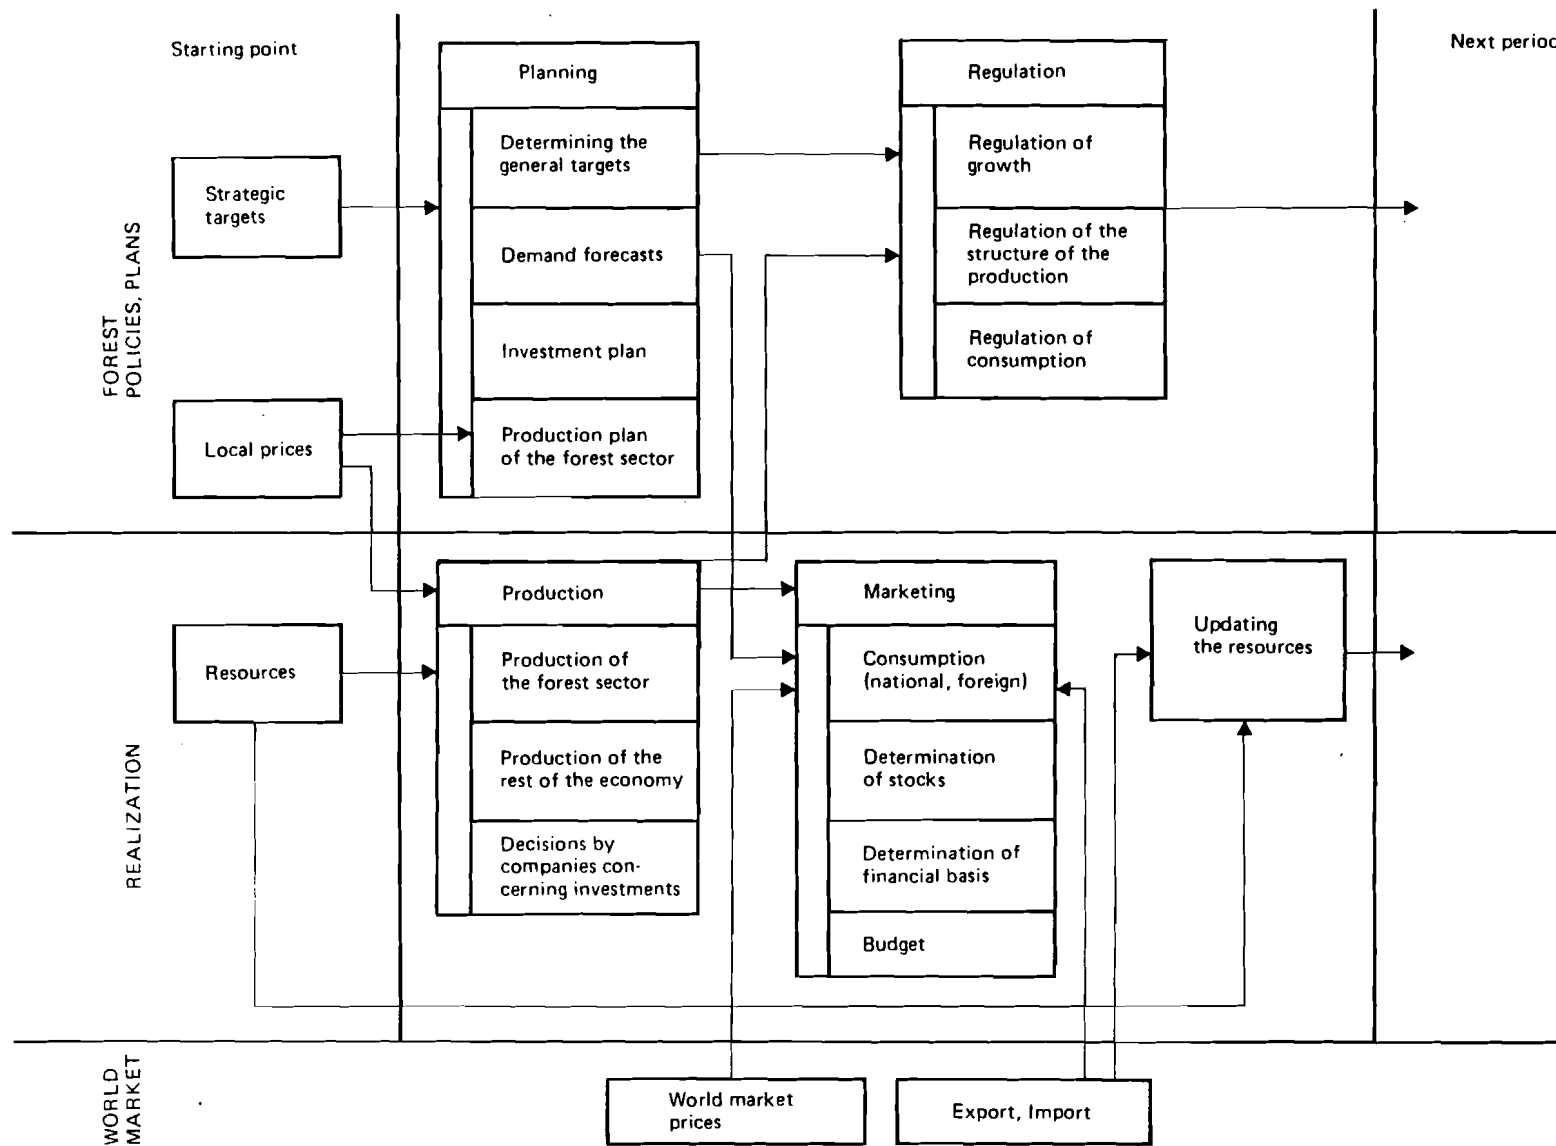 Starting point
Next period
FOREST
POLICIES, PLANS
Strategic
targets
Local prices
Planning
Determining the
general targets
Demand forecasts
Investment plan
Production plan
of the forest sector
Regulation
Regulation of
growth
Regulation of the
structure of the
production
Regulation of
consumption
REALIZATION
Resources
Production
Production of
the forest sector
Production of the
rest of the economy
Decisions by
companies con-
cerning investments
Marketing
Consumption
(national, foreign)
Determination
of stocks
Determination of
financial basis
Budget
Updating
the resources
WORLD
MARKET
World market
prices
Export, Import